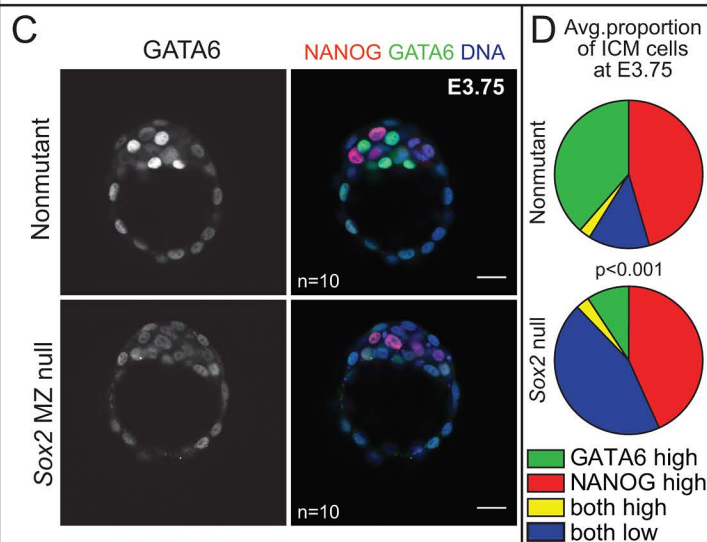 C
GATA6
NANOG GATA6 DNA
Nonmutant
E3.75
n=10
Sox2 MZ null
n=10
D
Avg.proportion
of ICM cells
at E3.75
Nonmutant
p<0.001
Sox2 null
GATA6 high
NANOG high
both high
both low